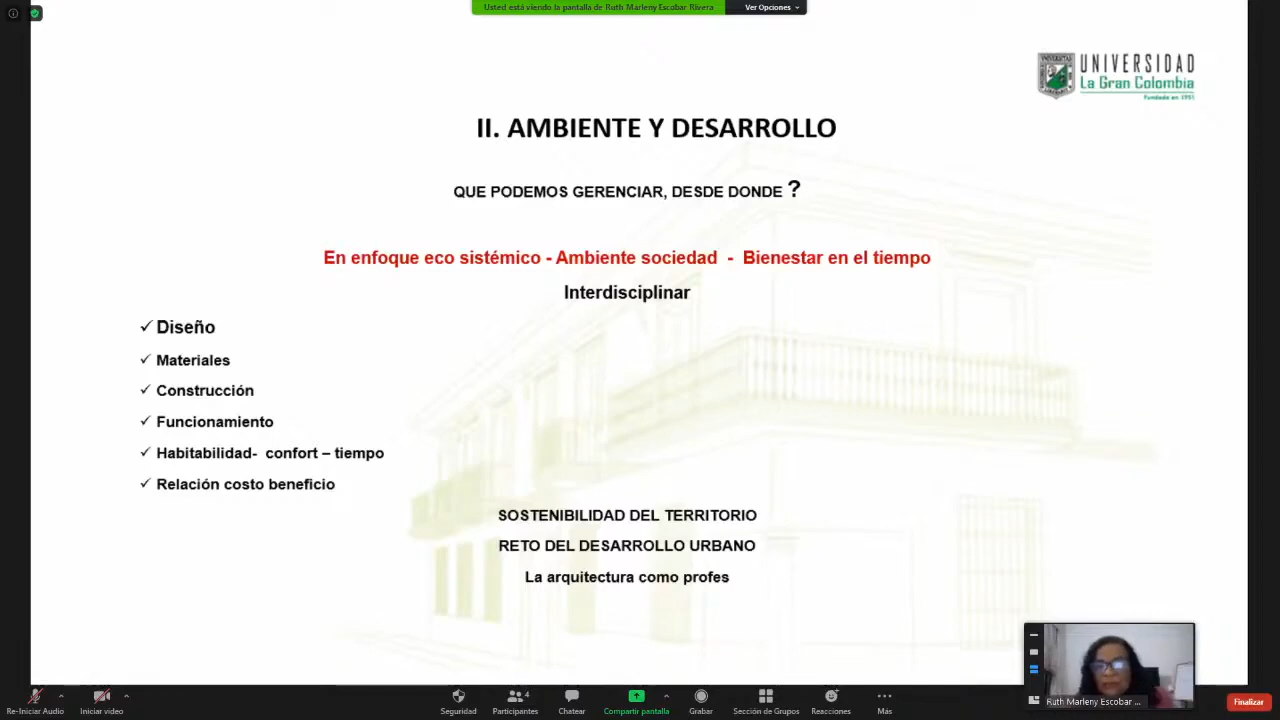 Usted está viendo la pantalla de Ruth Marleny Escobar Rivera
Ver Opciones
UNIVERSIDAD
La Gran Colombia
Fundada en 1951
II. AMBIENTE Y DESARROLLO
QUE PODEMOS GERENCIAR, DESDE DONDE ?
En enfoque eco sistémico - Ambiente sociedad - Bienestar en el tiempo
Interdisciplinar
✓ Diseño
✓ Materiales
✓ Construcción
✓ Funcionamiento
✓ Habitabilidad- confort – tiempo
✓ Relación costo beneficio
SOSTENIBILIDAD DEL TERRITORIO
RETO DEL DESARROLLO URBANO
La arquitectura como profes
Ruth Marleny Escobar ...
Re-Iniciar Audio
Iniciar video
Seguridad
Participantes
4
Chatear
Compartir pantalla
Grabar
Sección de Grupos
Reacciones
Más
Finalizar